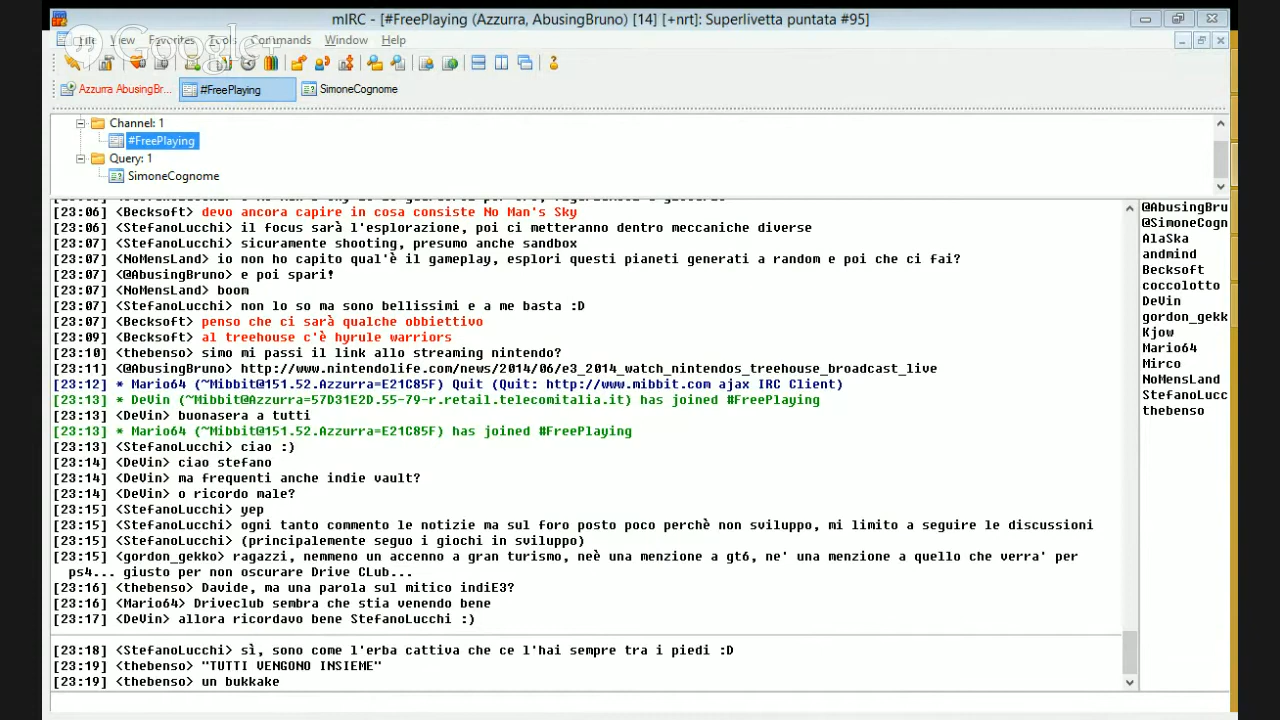 mIRC - [#FreePlaying (Azzurra, AbusingBruno) [14] [+nrt]: Superlivetta puntata #95]
File View Favorites Tools Commands Window Help
Azzurra AbusingBr... #FreePlaying SimoneCognome
Channel: 1
#FreePlaying
Query: 1
SimoneCognome
[23:06] <Becksoft> devo ancora capire in cosa consiste No Man's Sky
[23:06] <StefanoLucchi> il focus sarà l'esplorazione, poi ci metteranno dentro meccaniche diverse
[23:07] <StefanoLucchi> sicuramente shooting, presumo anche sandbox
[23:07] <NoMensLand> io non ho capito qual'è il gameplay, esplori questi pianeti generati a random e poi che ci fai?
[23:07] <@AbusingBruno> e poi spari!
[23:07] <NoMensLand> boom
[23:07] <StefanoLucchi> non lo so ma sono bellissimi e a me basta :D
[23:07] <Becksoft> penso che ci sarà qualche obbiettivo
[23:09] <Becksoft> al treehouse c'è hyrule warriors
[23:10] <thebenso> simo mi passi il link allo streaming nintendo?
[23:11] <@AbusingBruno> http://www.nintendolife.com/news/2014/06/e3_2014_watch_nintendos_treehouse_broadcast_live
[23:12] * Mario64 (~Mibbit@151.52.Azzurra=E21C85F) Quit (Quit: http://www.mibbit.com ajax IRC Client)
[23:13] * DeVin (~Mibbit@Azzurra=57D31E2D.55-79-r.retail.telecomitalia.it) has joined #FreePlaying
[23:13] <DeVin> buonasera a tutti
[23:13] * Mario64 (~Mibbit@151.52.Azzurra=E21C85F) has joined #FreePlaying
[23:13] <StefanoLucchi> ciao :)
[23:14] <DeVin> ciao stefano
[23:14] <DeVin> ma frequenti anche indie vault?
[23:14] <DeVin> o ricordo male?
[23:15] <StefanoLucchi> yep
[23:15] <StefanoLucchi> ogni tanto commento le notizie ma sul foro posto poco perchè non sviluppo, mi limito a seguire le discussioni
[23:15] <StefanoLucchi> (principalmente seguo i giochi in sviluppo)
[23:15] <gordon_gekko> ragazzi, nemmeno un accenno a gran turismo, neè una menzione a gt6, ne' una menzione a quello che verra' per
ps4... giusto per non oscurare Drive CLub...
[23:16] <thebenso> Davide, ma una parola sul mitico indiE3?
[23:16] <Mario64> Driveclub sembra che stia venendo bene
[23:17] <DeVin> allora ricordavo bene StefanoLucchi :)
[23:18] <StefanoLucchi> sì, sono come l'erba cattiva che ce l'hai sempre tra i piedi :D
[23:19] <thebenso> "TUTTI VENGONO INSIEME"
[23:19] <thebenso> un bukkake
@AbusingBru
@SimoneCogn
AlaSka
andmind
Becksoft
coccolotto
DeVin
gordon_gekk
Kjow
Mario64
Mirco
NoMensLand
StefanoLucc
thebenso